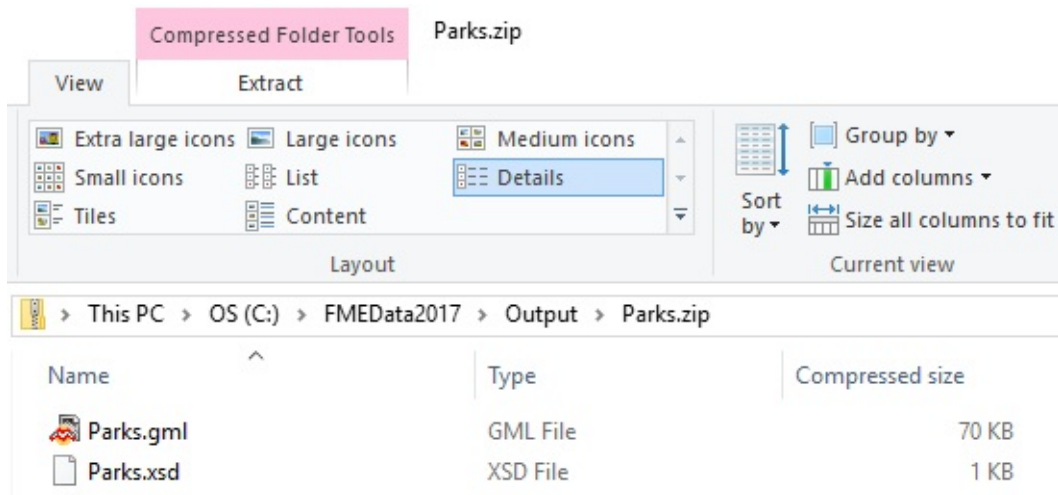 Compressed Folder Tools Parks.zip
View Extract
Extra large icons Large icons Medium icons
Small icons List Details
Tiles Content
Layout
Sort by
Group by
Add columns
Size all columns to fit
Current view
This PC > OS (C:) > FMEData2017 > Output > Parks.zip
Name Type Compressed size
Parks.gml GML File 70 KB
Parks.xsd XSD File 1 KB